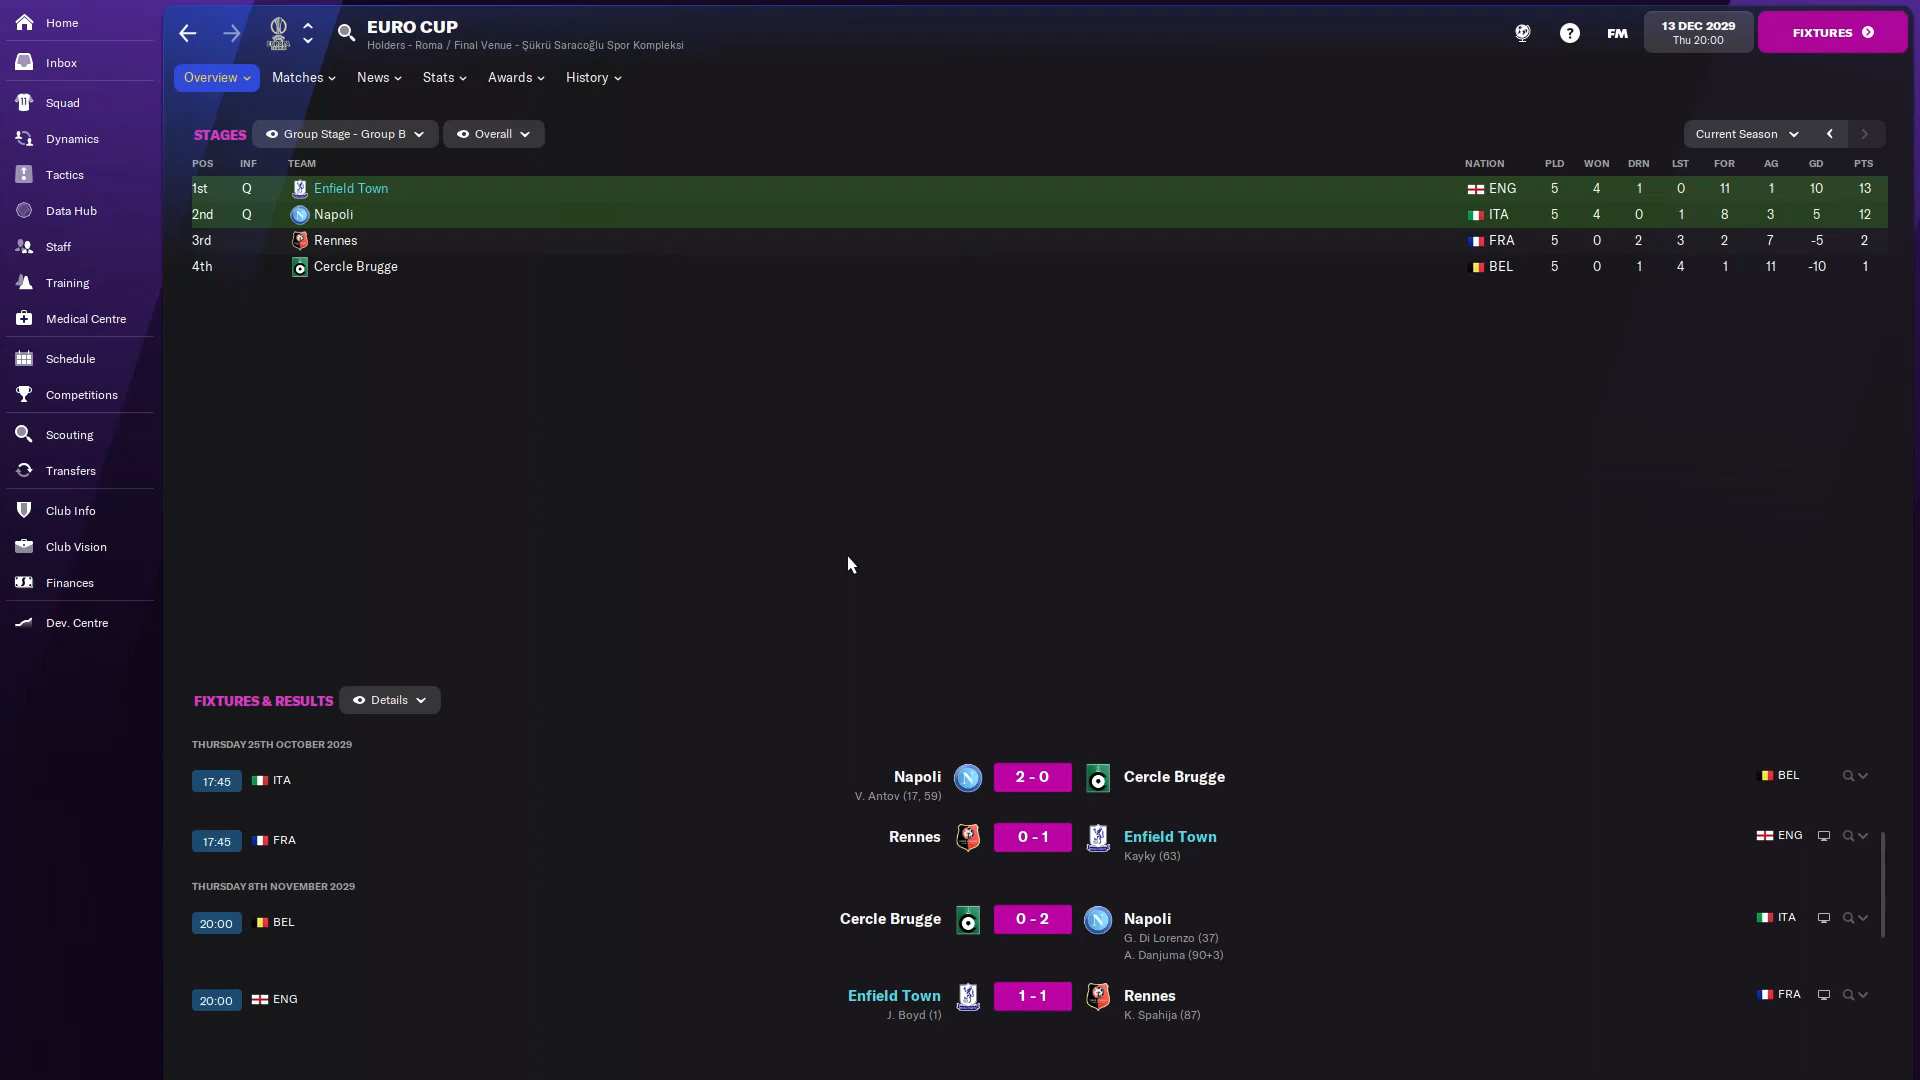 Home
Inbox
Squad
Dynamics
Tactics
Data Hub
Staff
Training
Medical Centre
Schedule
Competitions
Scouting
Transfers
Club Info
Club Vision
Finances
Dev. Centre
EURO CUP
Holders - Roma / Final Venue - Şükrü Saracoğlu Spor Kompleksi
FM
13 DEC 2029
Thu 20:00
FIXTURES
Overview Matches News Stats Awards History
STAGES Group Stage - Group B Overall Current Season
POS INF TEAM NATION PLD WON DRN LST FOR AG GD PTS
1st Q Enfield Town ENG 5 4 1 0 11 1 10 13
2nd Q Napoli ITA 5 4 0 1 8 3 5 12
3rd Rennes FRA 5 0 2 3 2 7 -5 2
4th Cercle Brugge BEL 5 0 1 4 1 11 -10 1
FIXTURES & RESULTS Details
THURSDAY 25TH OCTOBER 2029
17:45 ITA Napoli 2 - 0 Cercle Brugge BEL
V. Antov (17, 59)
17:45 FRA Rennes 0 - 1 Enfield Town ENG
Kayky (63)
THURSDAY 8TH NOVEMBER 2029
20:00 BEL Cercle Brugge 0 - 2 Napoli ITA
G. Di Lorenzo (37)
A. Danjuma (90+3)
20:00 ENG Enfield Town 1 - 1 Rennes FRA
J. Boyd (1) K. Spahija (87)